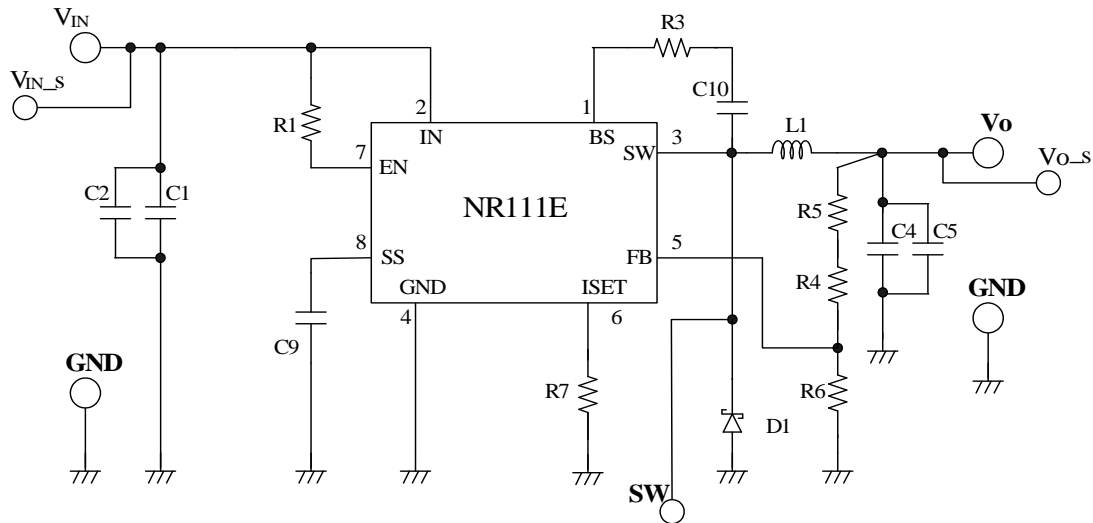 VIN
R3
VIN_S
C10
2
1
L1
Vo
R1
IN
BS
SW
3
7
EN
VO_S
C2
C1
NR111E
R5
C4
C5
8
SS
FB
5
R4
GND
GND
ISET
4
6
C9
GND
R7
R6
D1
SW